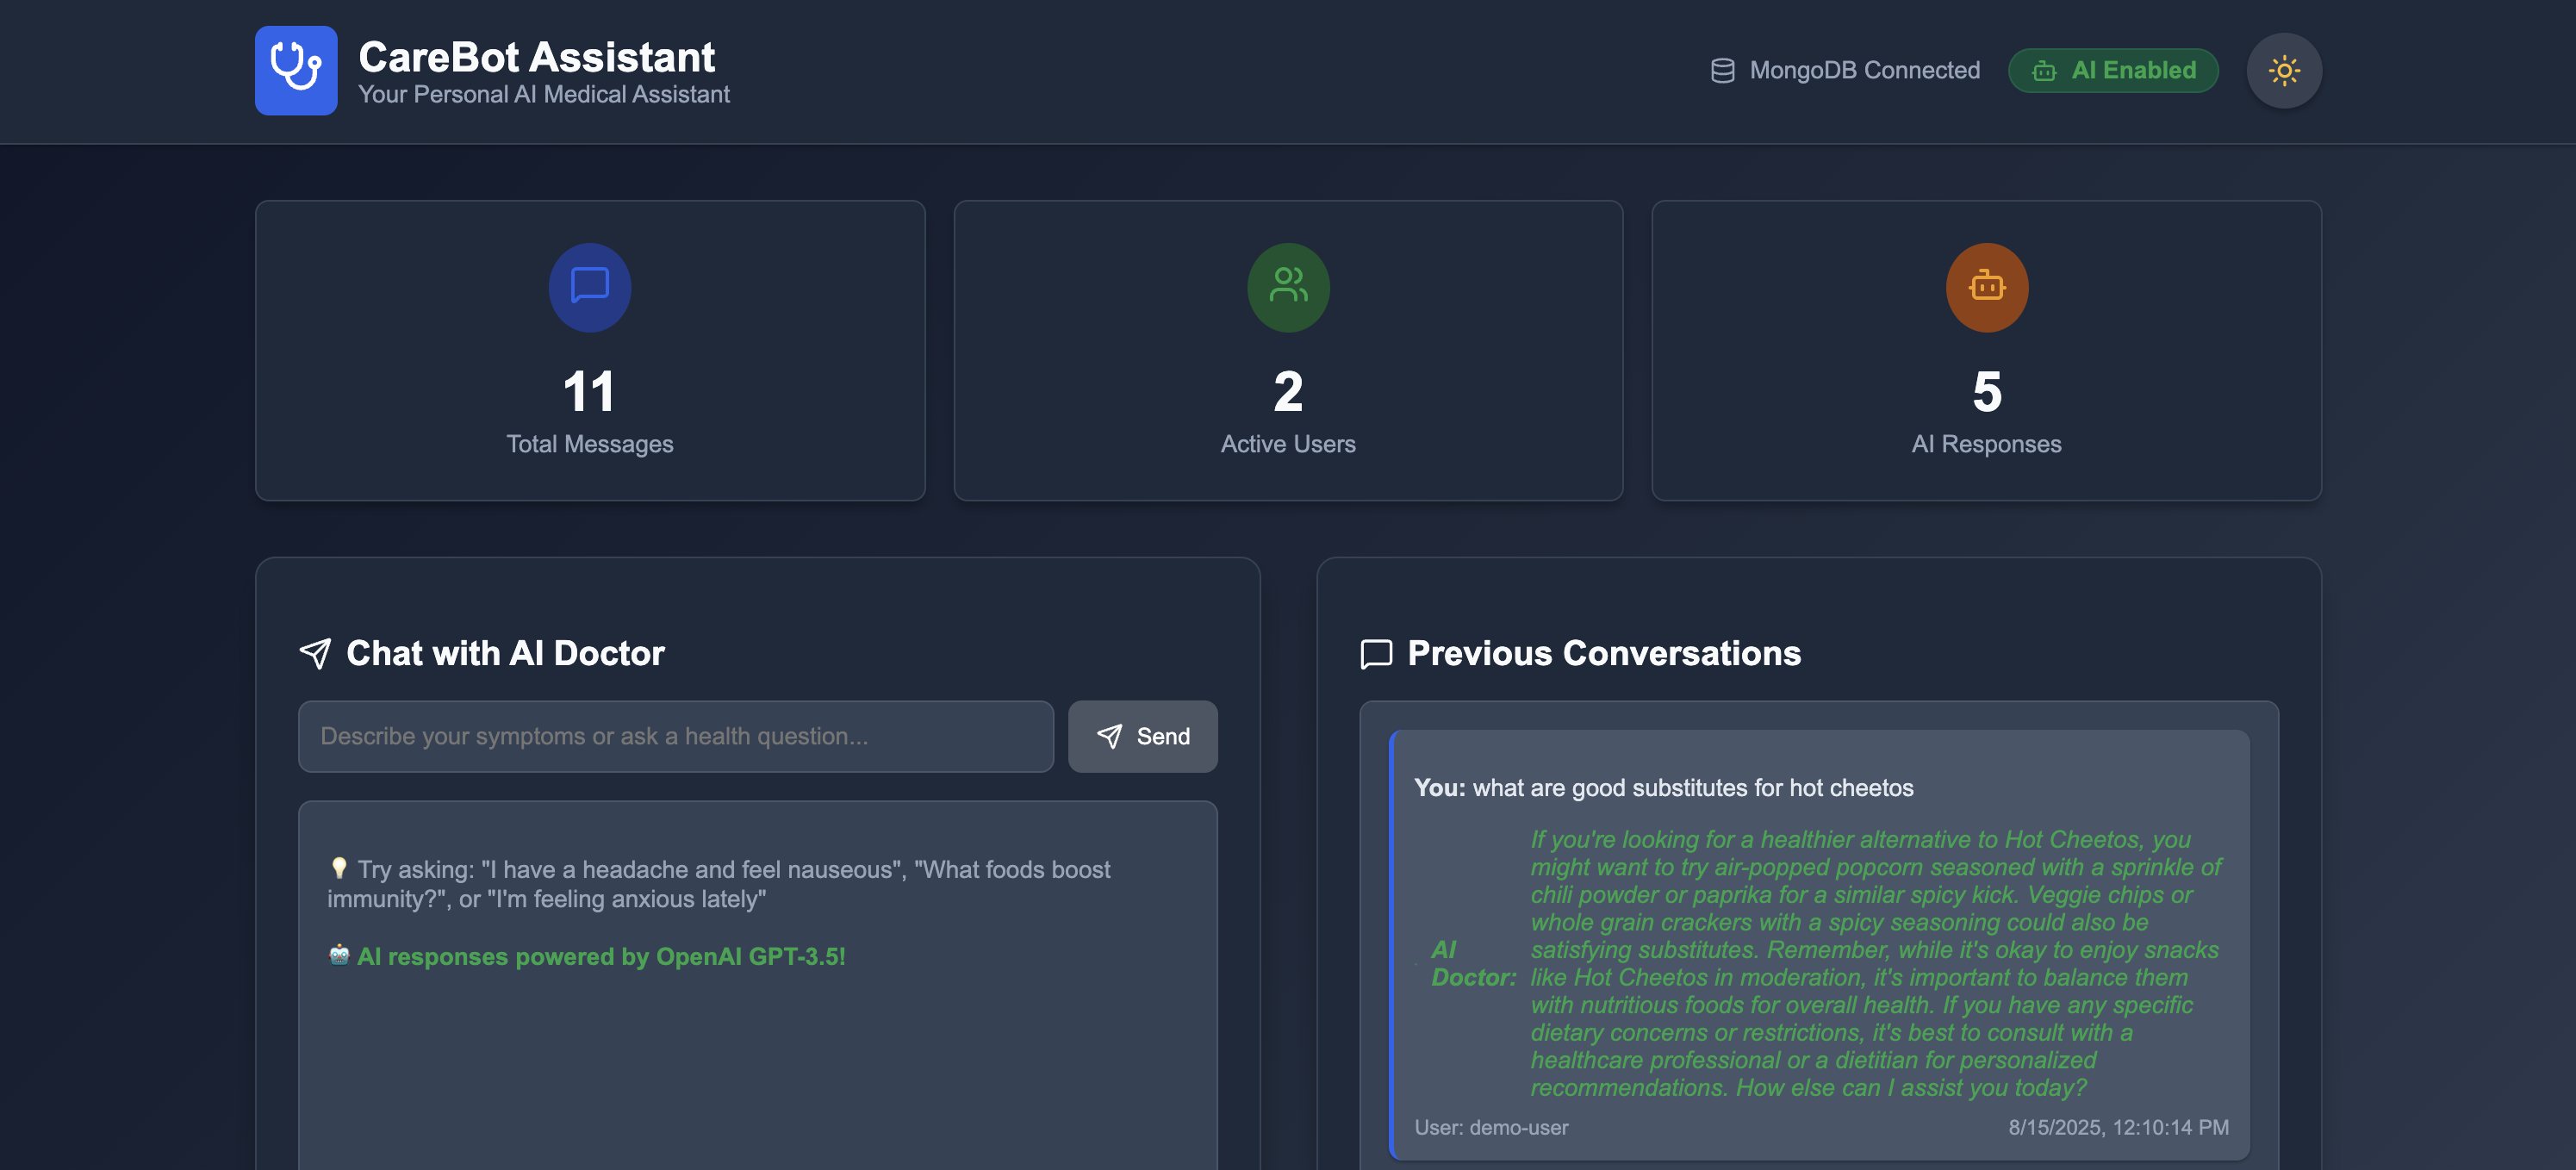 CareBot Assistant
Your Personal AI Medical Assistant
MongoDB Connected
AI Enabled
11
Total Messages
2
Active Users
5
AI Responses
Chat with AI Doctor
Describe your symptoms or ask a health question...
Send
💡 Try asking: "I have a headache and feel nauseous", "What foods boost
immunity?", or "I'm feeling anxious lately"
🤖 AI responses powered by OpenAI GPT-3.5!
Previous Conversations
You: what are good substitutes for hot cheetos
AI
Doctor:
If you're looking for a healthier alternative to Hot Cheetos, you
might want to try air-popped popcorn seasoned with a sprinkle of
chili powder or paprika for a similar spicy kick. Veggie chips or
whole grain crackers with a spicy seasoning could also be
satisfying substitutes. Remember, while it's okay to enjoy snacks
like Hot Cheetos in moderation, it's important to balance them
with nutritious foods for overall health. If you have any specific
dietary concerns or restrictions, it's best to consult with a
healthcare professional or a dietitian for personalized
recommendations. How else can I assist you today?
User: demo-user
8/15/2025, 12:10:14 PM